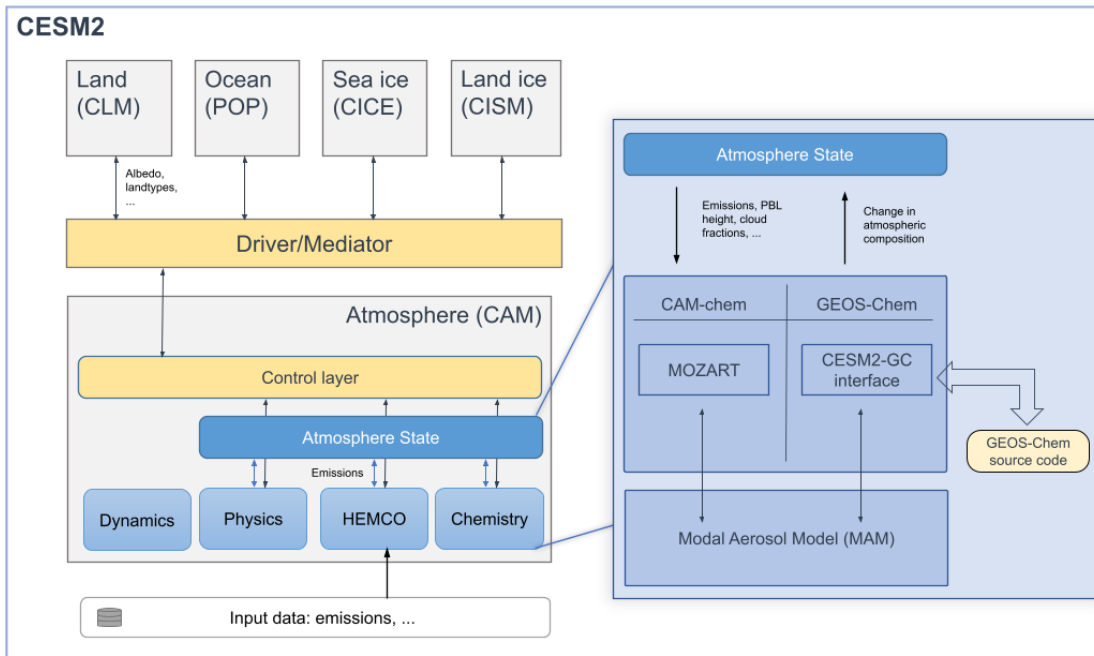 CESM2
Land
(CLM)
Ocean
(POP)
Sea ice
(CICE)
Land ice
(CISM)
Albedo,
landtypes,
...
Driver/Mediator
Atmosphere (CAM)
Control layer
Atmosphere State
Emissions
Dynamics
Physics
HEMCO
Chemistry
Input data: emissions, ...
Atmosphere State
Emissions, PBL
height, cloud
fractions, ...
Change in
atmospheric
composition
CAM-chem
GEOS-Chem
MOZART
CESM2-GC
interface
GEOS-Chem
source code
Modal Aerosol Model (MAM)